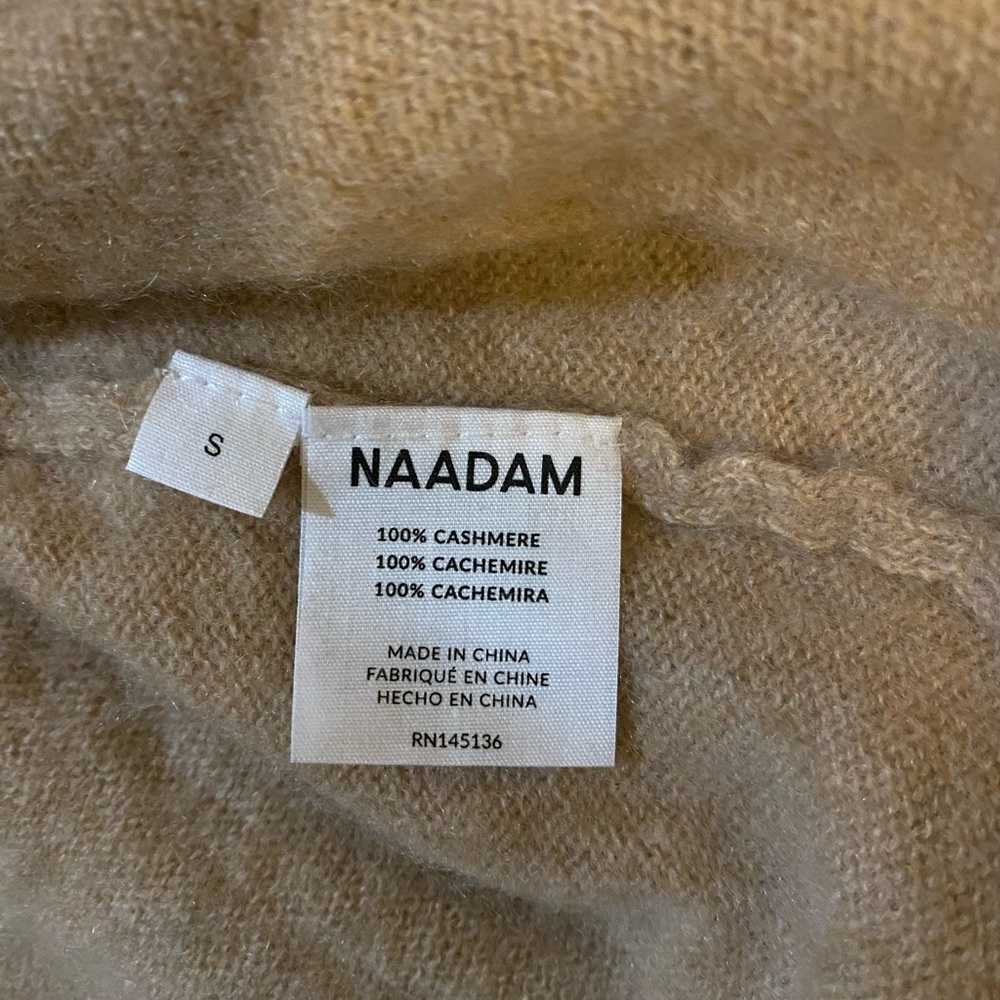 S
NAADAM
100% CASHMERE
100% CACHEMIRE
100% CACHEMIRA
MADE IN CHINA
FABRIQUÉ EN CHINE
HECHO EN CHINA
RN145136